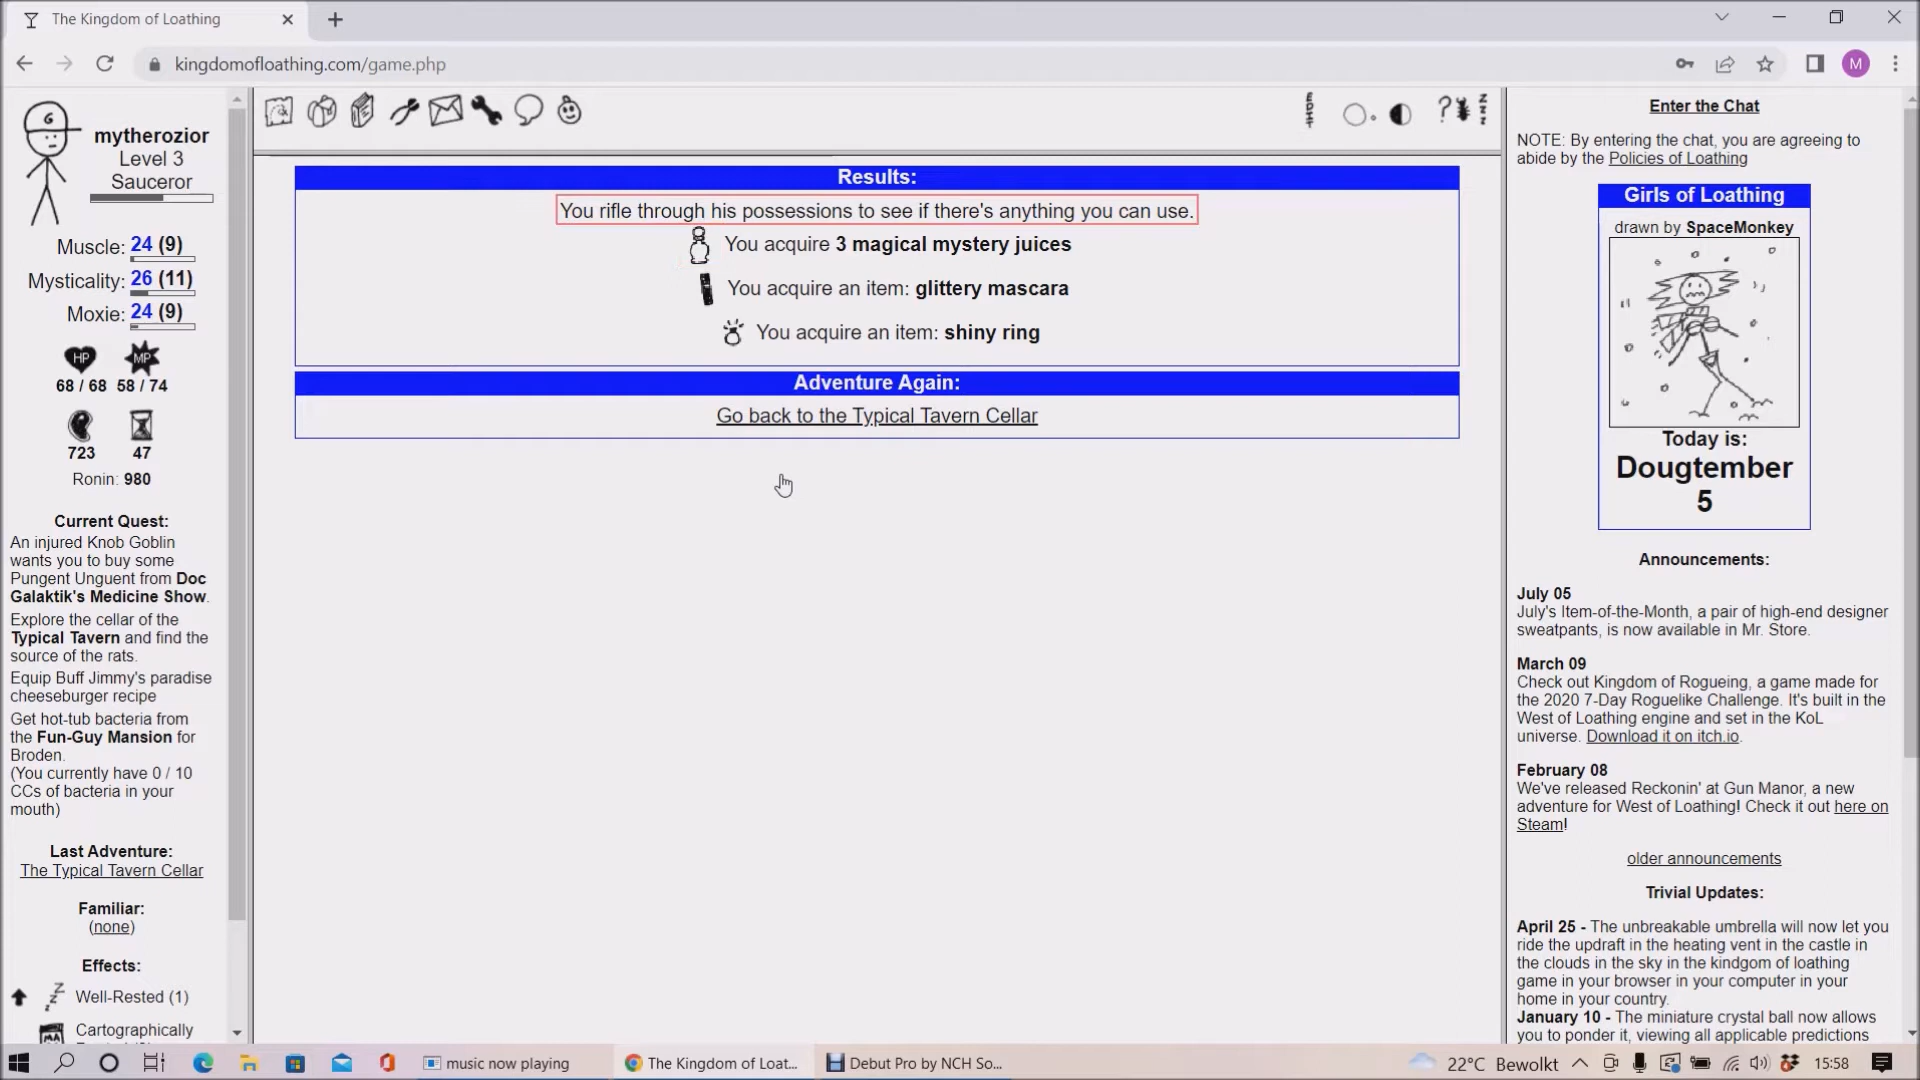 The Kingdom of Loathing
kingdomofloathing.com/game.php
M
mytherozior
Level 3
Sauceror
Muscle: 24 (9)
Mysticality: 26 (11)
Moxie: 24 (9)
HP MP
68 / 68 58 / 74
723 47
Ronin: 980
Current Quest:
An injured Knob Goblin
wants you to buy some
Pungent Unguent from Doc
Galaktik's Medicine Show.
Explore the cellar of the
Typical Tavern and find the
source of the rats.
Equip Buff Jimmy's paradise
cheeseburger recipe
Get hot-tub bacteria from
the Fun-Guy Mansion for
Broden.
(You currently have 0 / 10
CCs of bacteria in your
mouth)
Last Adventure:
The Typical Tavern Cellar
Familiar:
(none)
Effects:
Well-Rested (1)
Cartographically
Results:
You rifle through his possessions to see if there's anything you can use.
You acquire 3 magical mystery juices
You acquire an item: glittery mascara
You acquire an item: shiny ring
Adventure Again:
Go back to the Typical Tavern Cellar
Enter the Chat
NOTE: By entering the chat, you are agreeing to
abide by the Policies of Loathing
Girls of Loathing
drawn by SpaceMonkey
Today is:
Dougtember
5
Announcements:
July 05
July's Item-of-the-Month, a pair of high-end designer
sweatpants, is now available in Mr. Store.
March 09
Check out Kingdom of Rogueing, a game made for
the 2020 7-Day Roguelike Challenge. It's built in the
West of Loathing engine and set in the KoL
universe. Download it on itch.io.
February 08
We've released Reckonin' at Gun Manor, a new
adventure for West of Loathing! Check it out here on
Steam!
older announcements
Trivial Updates:
April 25 - The unbreakable umbrella will now let you
ride the updraft in the heating vent in the castle in
the clouds in the sky in the kindgom of loathing
game in your browser in your computer in your
home in your country.
January 10 - The miniature crystal ball now allows
you to ponder it, viewing all applicable predictions
music now playing
The Kingdom of Loat...
Debut Pro by NCH So...
22°C Bewolkt
15:58